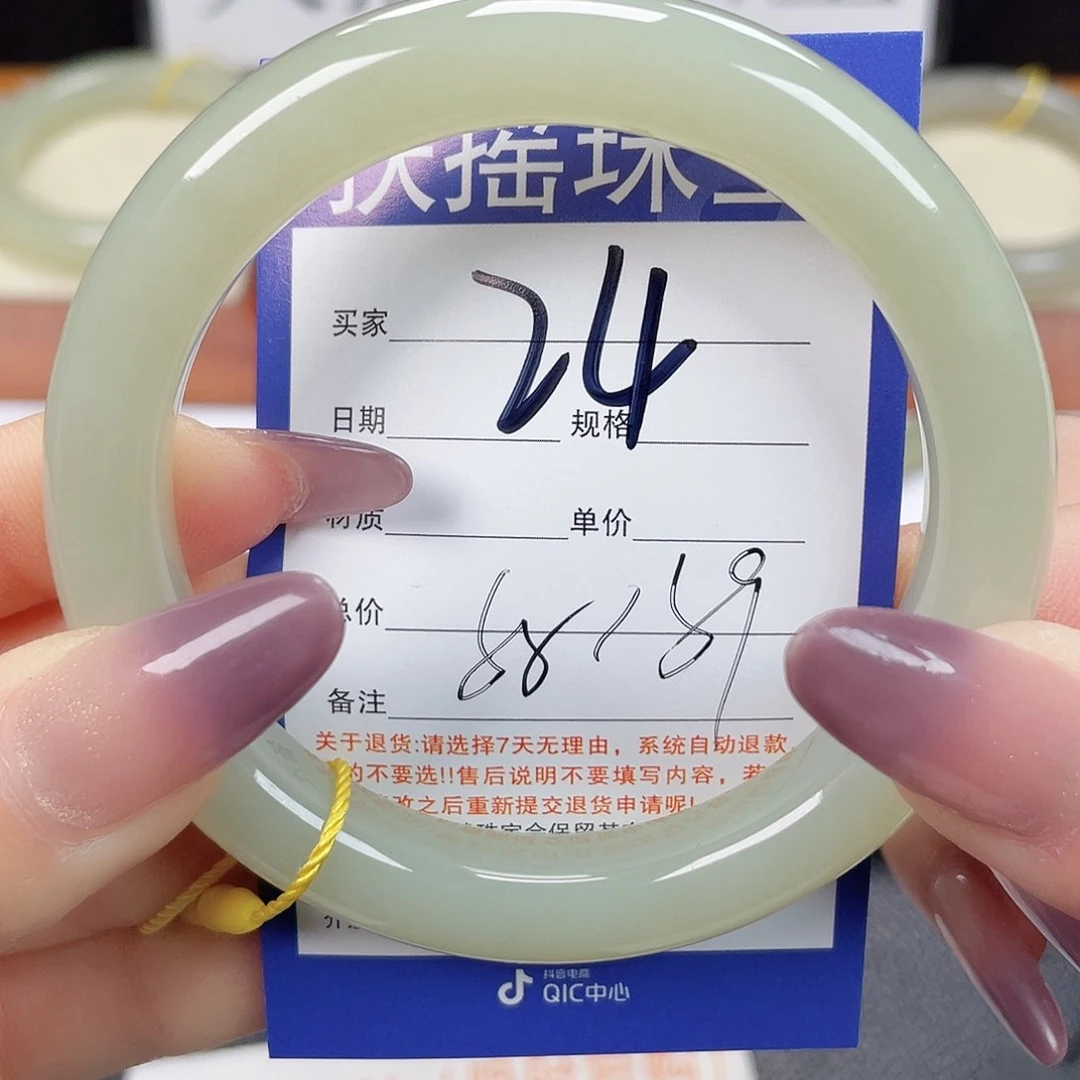 扶摇珠宝
24
买家
日期 规格
材质 单价
总价
备注
关于退货:请选择7天无理由，系统自动退款
的不要选!!售后说明不要填写内容，若
改之后重新提交退货申请呢!
抖音电商
QIC中心